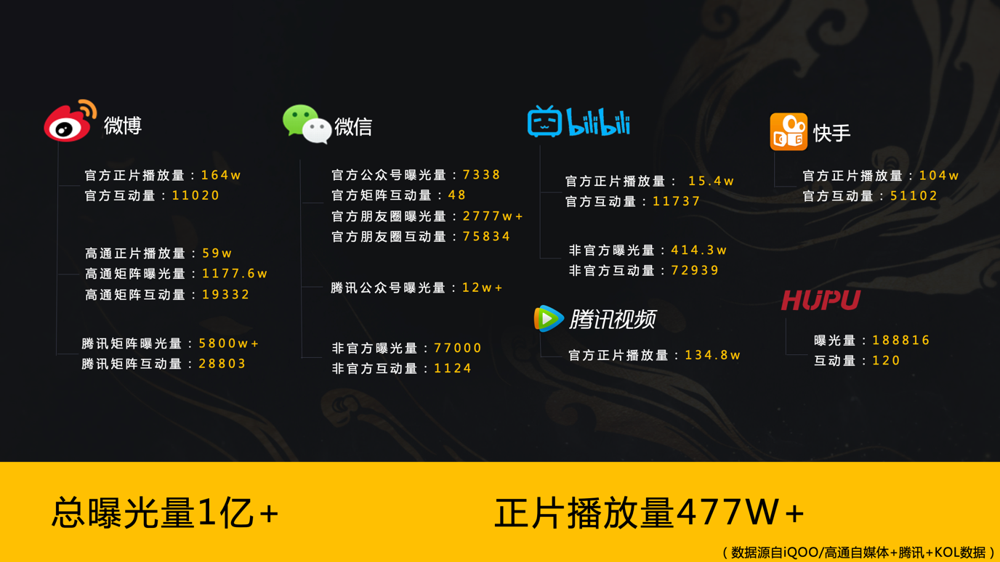 微博
官方正片播放量：164w
官方互动量：11020
高通正片播放量：59w
高通矩阵曝光量：1177.6w
高通矩阵互动量：19332
腾讯矩阵曝光量：5800w+
腾讯矩阵互动量：28803
微信
官方公众号曝光量：7338
官方矩阵互动量：48
官方朋友圈曝光量：2777w+
官方朋友圈互动量：75834
腾讯公众号曝光量：12w+
非官方曝光量：77000
非官方互动量：1124
bilibili
官方正片播放量： 15.4w
官方互动量：11737
非官方曝光量：414.3w
非官方互动量：72939
腾讯视频
官方正片播放量：134.8w
快手
官方正片播放量：104w
官方互动量：51102
HUPU
曝光量：188816
互动量：120
总曝光量1亿+
正片播放量477W+
（数据源自iQOO/高通自媒体+腾讯+KOL数据）